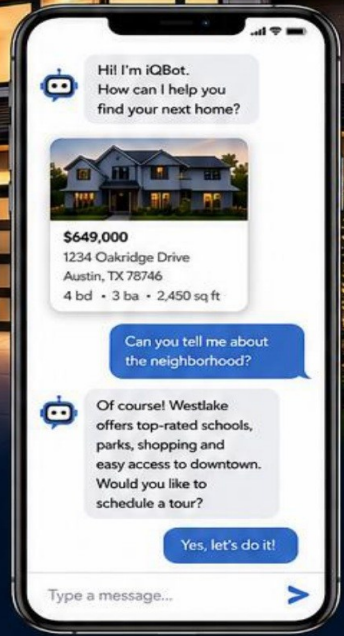 Hi! I'm iQBot.
How can I help you
find your next home?
$649,000
1234 Oakridge Drive
Austin, TX 78746
4 bd • 3 ba • 2,450 sq ft
Can you tell me about
the neighborhood?
Of course! Westlake
offers top-rated schools,
parks, shopping and
easy access to downtown.
Would you like to
schedule a tour?
Yes, let's do it!
Type a message...